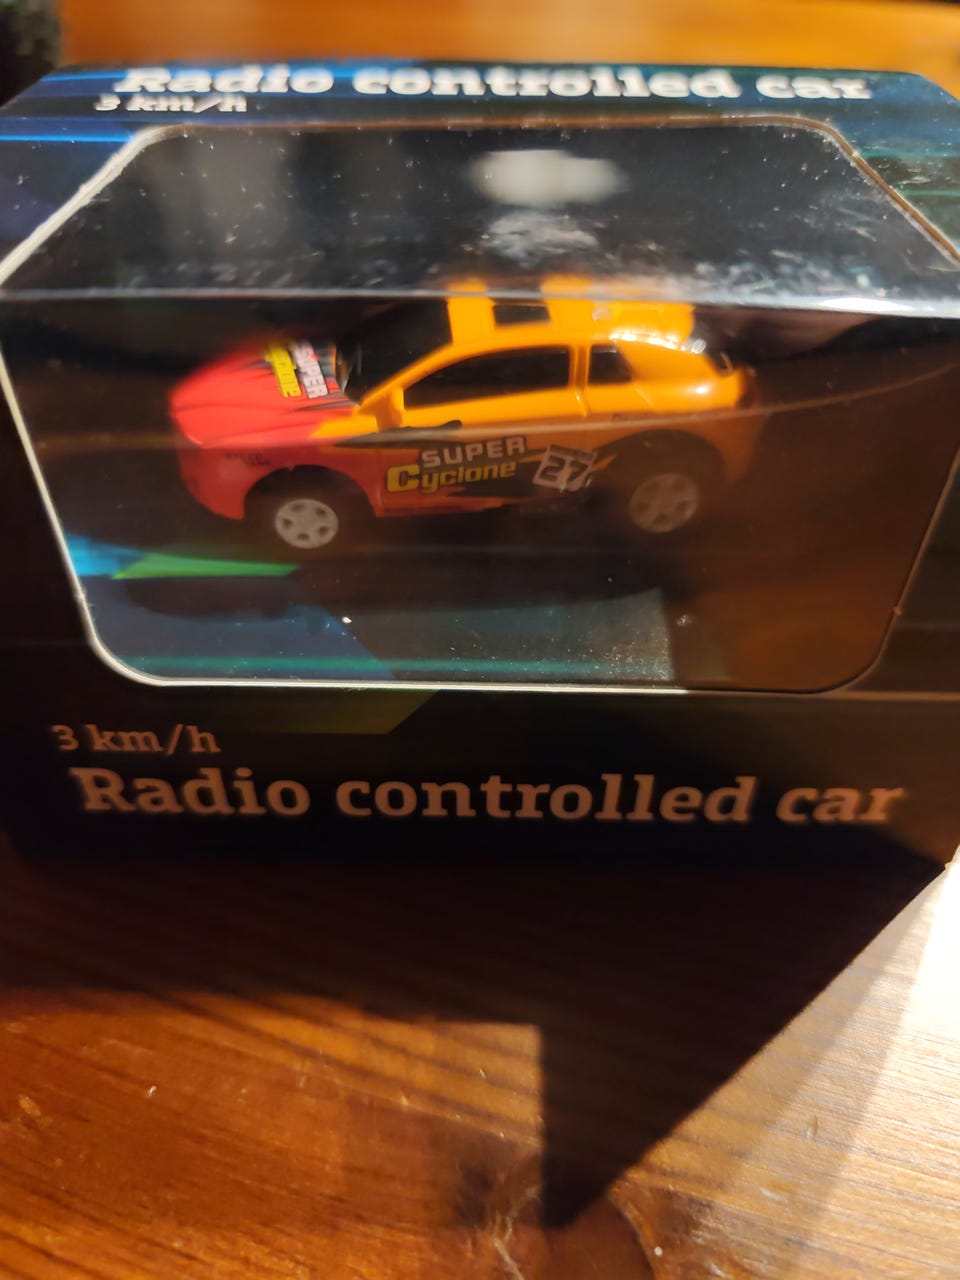 Radio controlled car
3 km/h
SUPER
SUPER
Cyclone
27
3 km/h
Radio controlled car